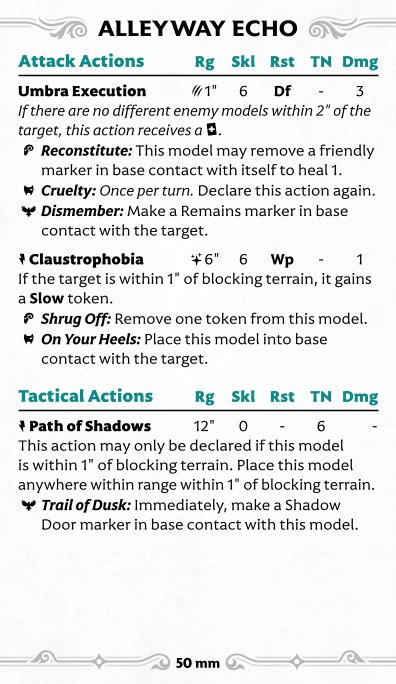 ALLEYWAY ECHO
Attack Actions Rg Skl Rst TN Dmg
Umbra Execution 1" 6 Df - 3
If there are no different enemy models within 2" of the
target, this action receives a .
Reconstitute: This model may remove a friendly
marker in base contact with itself to heal 1.
Cruelty: Once per turn. Declare this action again.
Dismember: Make a Remains marker in base
contact with the target.
Claustrophobia 6" 6 Wp - 1
If the target is within 1" of blocking terrain, it gains
a Slow token.
Shrug Off: Remove one token from this model.
On Your Heels: Place this model into base
contact with the target.
Tactical Actions Rg Skl Rst TN Dmg
Path of Shadows 12" 0 - 6 -
This action may only be declared if this model
is within 1" of blocking terrain. Place this model
anywhere within range within 1" of blocking terrain.
Trail of Dusk: Immediately, make a Shadow
Door marker in base contact with this model.
50 mm